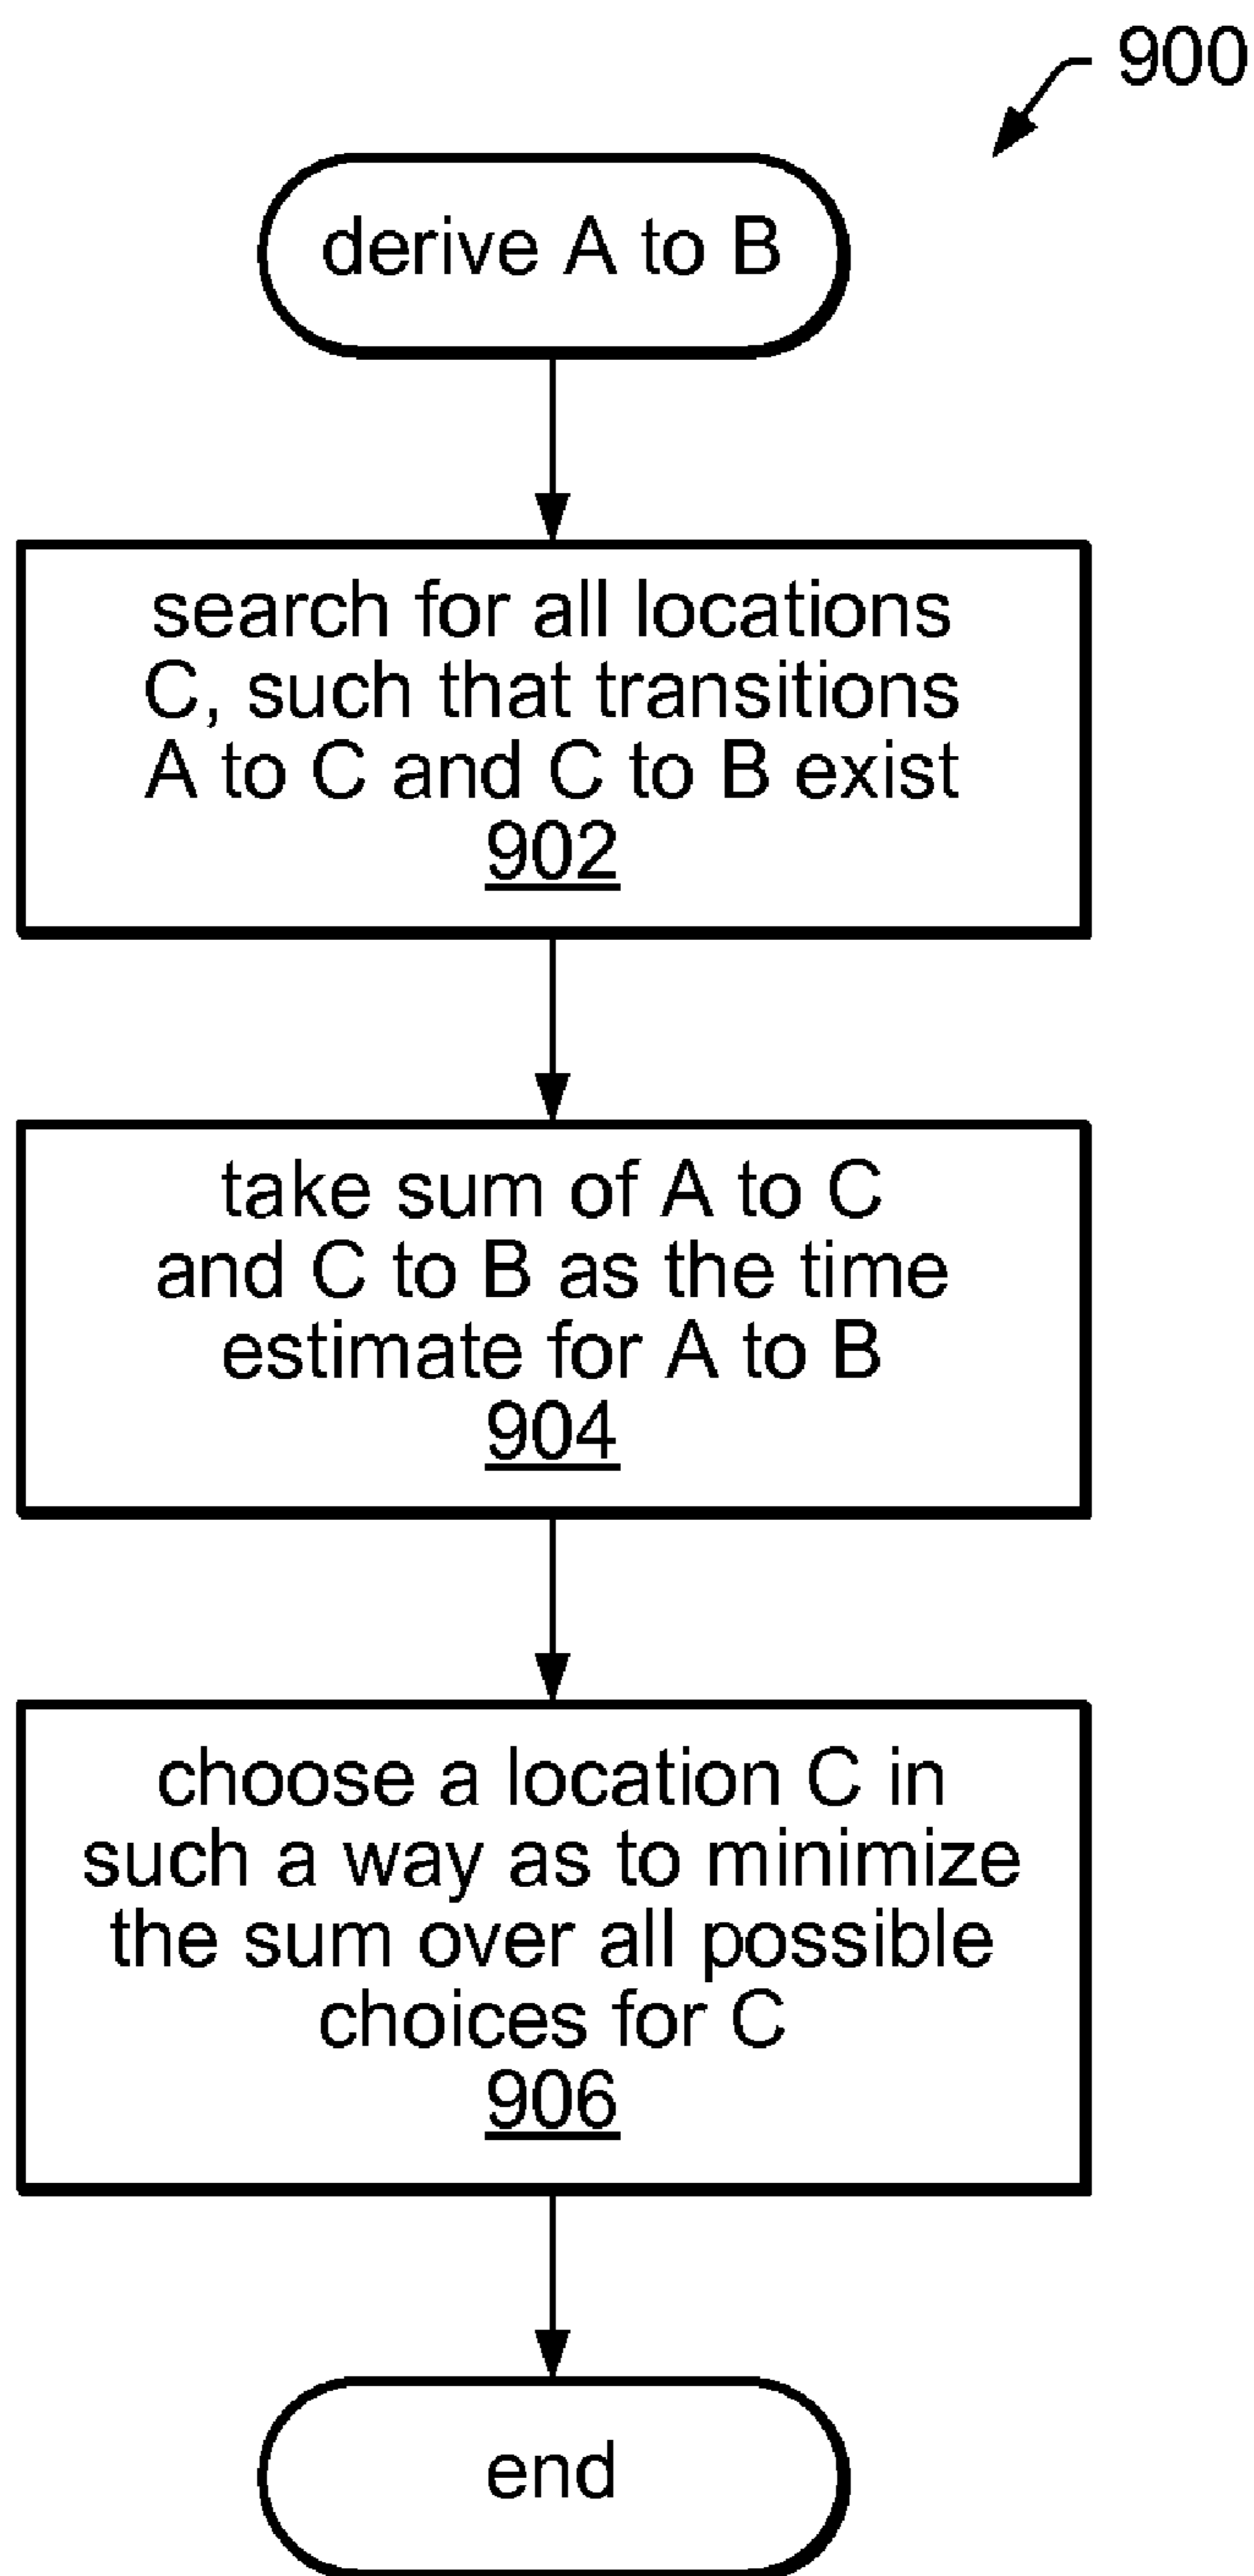 900
derive A to B
search for all locations
C, such that transitions
A to C and C to B exist
902
take sum of A to C
and C to B as the time
estimate for A to B
904
choose a location C in
such a way as to minimize
the sum over all possible
choices for C
906
end